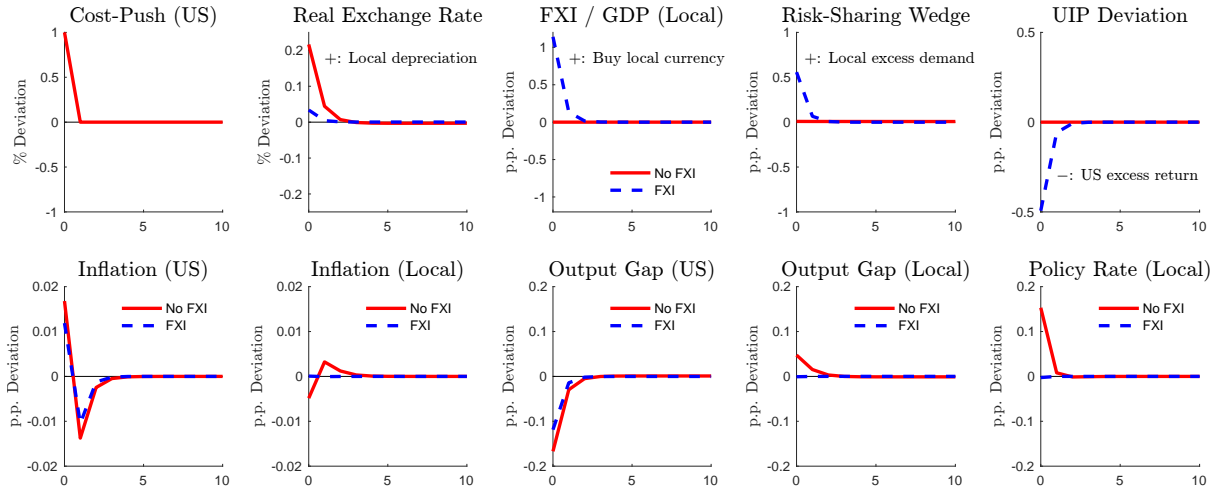 Cost-Push (US)
% Deviation
1
0.5
0
-0.5
-1
0 5 10
Real Exchange Rate
+: Local depreciation
% Deviation
0.2
0.1
0
-0.1
-0.2
0 5 10
FXI / GDP (Local)
+: Buy local currency
p.p. Deviation
1
0.5
0
-0.5
-1
No FXI
FXI
0 5 10
Risk-Sharing Wedge
+: Local excess demand
p.p. Deviation
1
0.5
0
-0.5
-1
0 5 10
UIP Deviation
p.p. Deviation
0.5
0
−: US excess return
-0.5
0 5 10
Inflation (US)
p.p. Deviation
0.02
0.01
0
-0.01
-0.02
No FXI
FXI
0 5 10
Inflation (Local)
p.p. Deviation
0.02
0.01
0
-0.01
-0.02
0 5 10
Output Gap (US)
p.p. Deviation
0.2
0.1
0
-0.1
-0.2
No FXI
FXI
0 5 10
Output Gap (Local)
p.p. Deviation
0.2
0.1
0
-0.1
-0.2
No FXI
FXI
0 5 10
Policy Rate (Local)
p.p. Deviation
0.2
0.1
0
-0.1
-0.2
No FXI
FXI
0 5 10